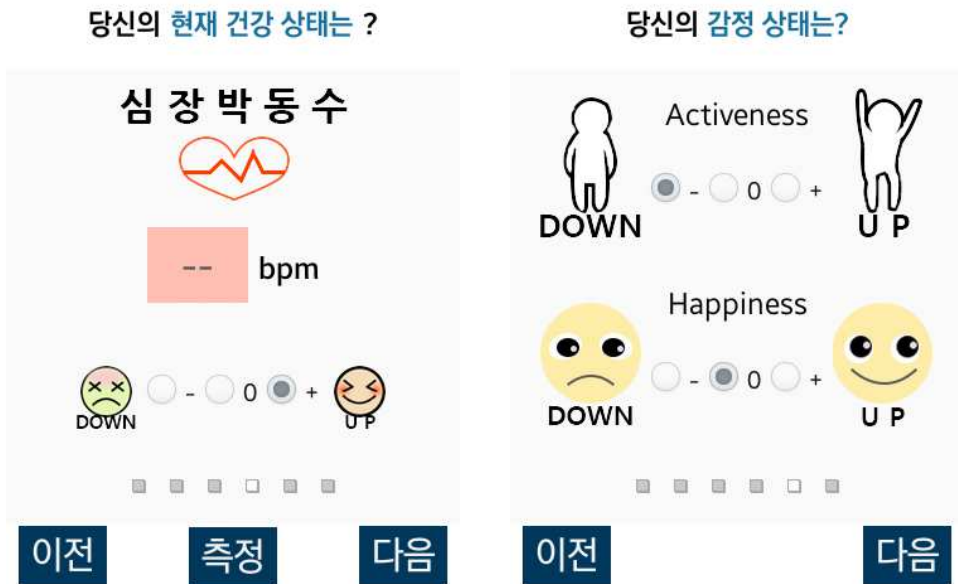 당신의 현재 건강 상태는 ?
심 장 박 동 수
-- bpm
- 0 +
DOWN U P
이전 측정 다음
당신의 감정 상태는?
Activeness
- 0 +
DOWN U P
Happiness
- 0 +
DOWN U P
이전 다음